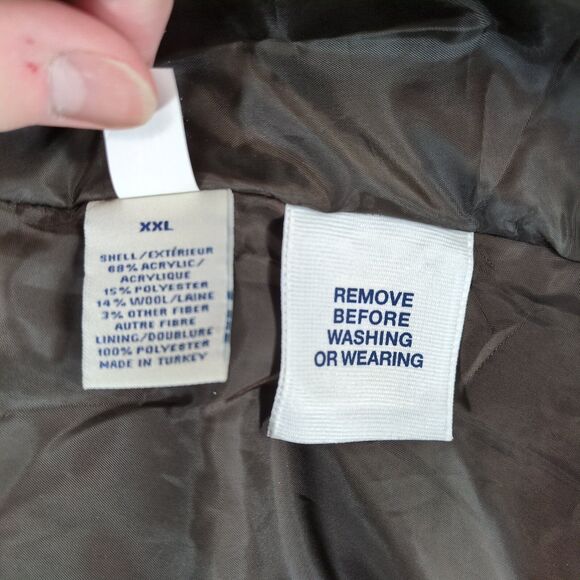 XXL
SHELL/EXTÉRIEUR
68% ACRYLIC/
ACRYLIQUE
15% POLYESTER
14% WOOL/LAINE
3% OTHER FIBER
AUTRE FIBRE
LINING/DOUBLURE
100% POLYESTER
MADE IN TURKEY
REMOVE
BEFORE
WASHING
OR WEARING